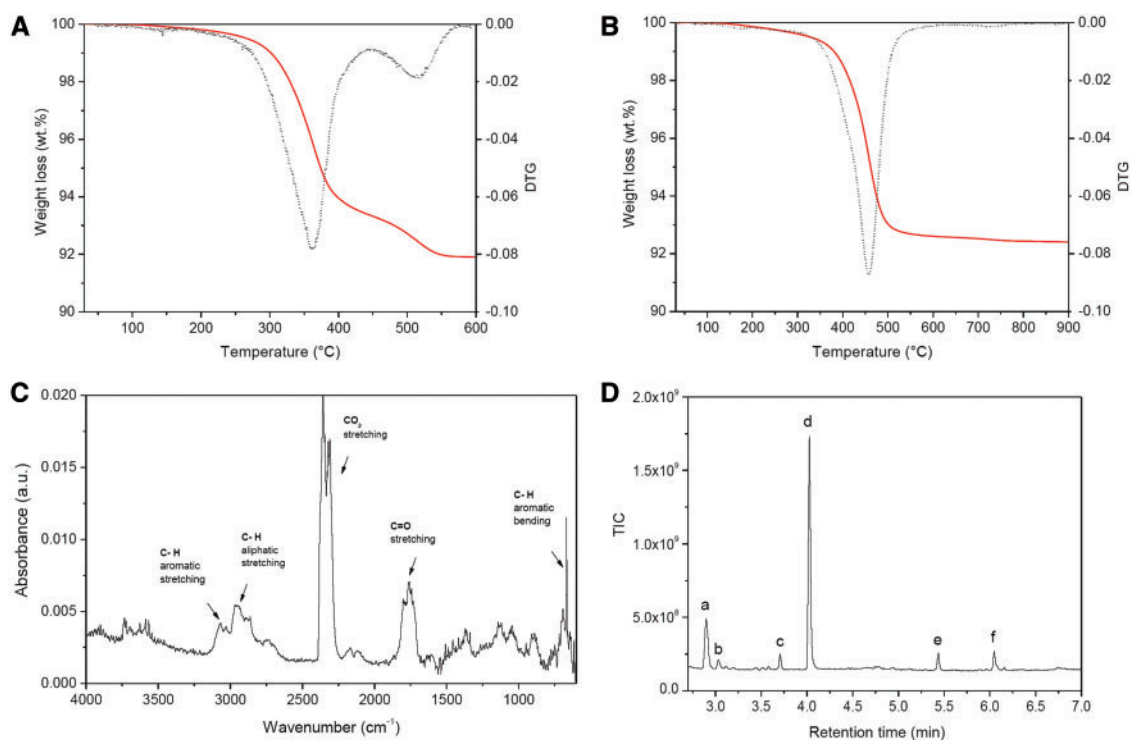 A
100
98
96
94
92
90
Weight loss (wt.%)
0.00
-0.02
-0.04
-0.06
-0.08
-0.10
DTG
100 200 300 400 500 600
Temperature (°C)
B
100
98
96
94
92
90
Weight loss (wt.%)
0.00
-0.02
-0.04
-0.06
-0.08
-0.10
DTG
100 200 300 400 500 600 700 800 900
Temperature (°C)
C
0.020
0.015
0.010
0.005
0.000
Absorbance (a.u.)
CO₂
stretching
C- H
aromatic
stretching
C- H
aliphatic
stretching
C=O
stretching
C- H
aromatic
bending
4000 3500 3000 2500 2000 1500 1000
Wavenumber (cm⁻¹)
D
2.0x10⁹
1.5x10⁹
1.0x10⁹
5.0x10⁸
0.0
TIC
a
b
c
d
e
f
3.0 3.5 4.0 4.5 5.0 5.5 6.0 6.5 7.0
Retention time (min)